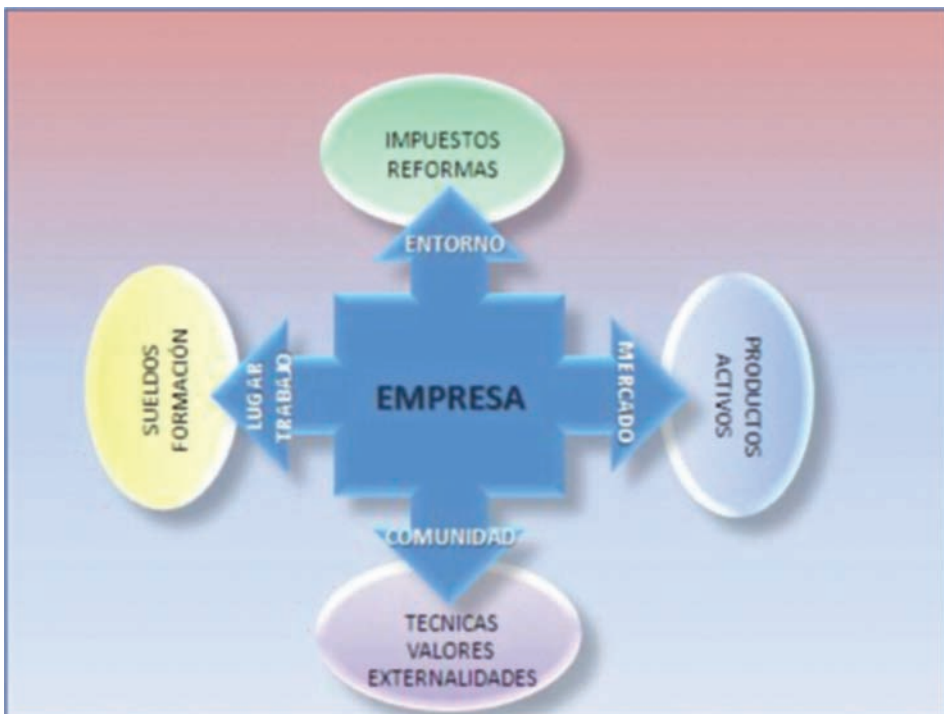 IMPUESTOS
REFORMAS
ENTORNO
SUELDOS
FORMACIÓN
LUGAR
TRABAJO
EMPRESA
MERCADO
PRODUCTOS
ACTIVOS
COMUNIDAD
TECNICAS
VALORES
EXTERNALIDADES